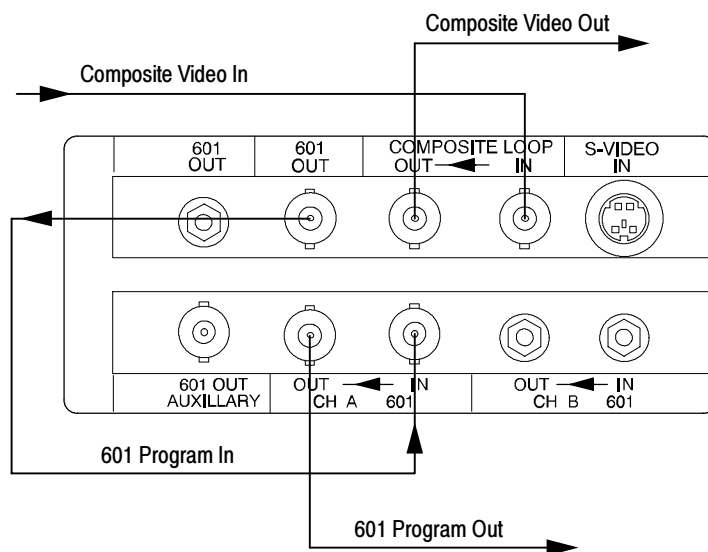 Composite Video Out
Composite Video In
601
OUT
601
OUT
COMPOSITE LOOP
OUT IN
S-VIDEO
IN
601 OUT
AUXILLARY
OUT IN
CH A 601
OUT IN
CH B 601
601 Program In
601 Program Out